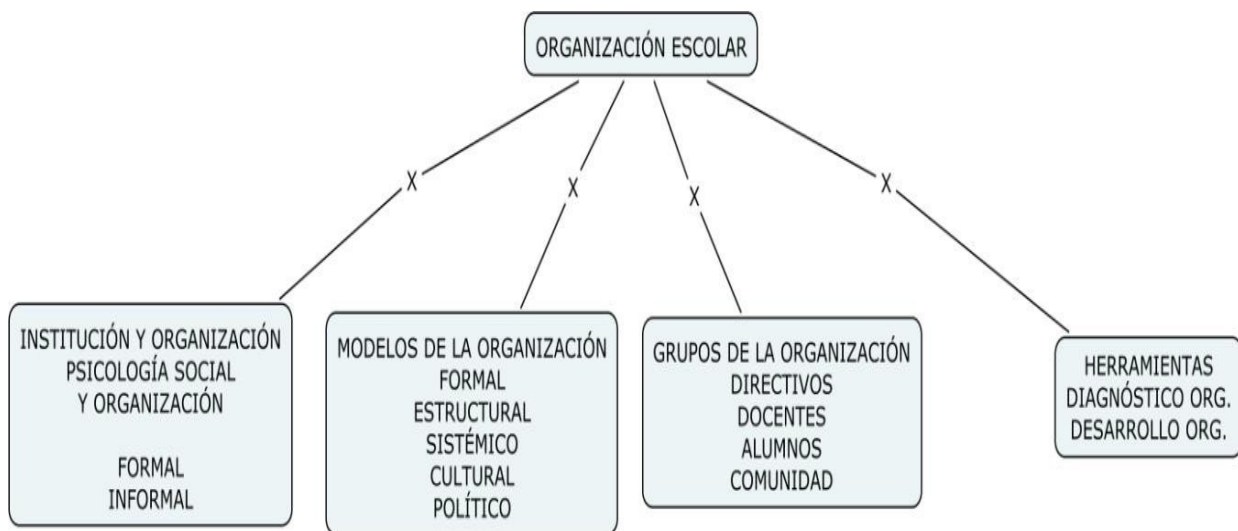 ORGANIZACIÓN ESCOLAR
X
X
X
X
INSTITUCIÓN Y ORGANIZACIÓN
PSICOLOGÍA SOCIAL
Y ORGANIZACIÓN
FORMAL
INFORMAL
MODELOS DE LA ORGANIZACIÓN
FORMAL
ESTRUCTURAL
SISTÉMICO
CULTURAL
POLÍTICO
GRUPOS DE LA ORGANIZACIÓN
DIRECTIVOS
DOCENTES
ALUMNOS
COMUNIDAD
HERRAMIENTAS
DIAGNÓSTICO ORG.
DESARROLLO ORG.